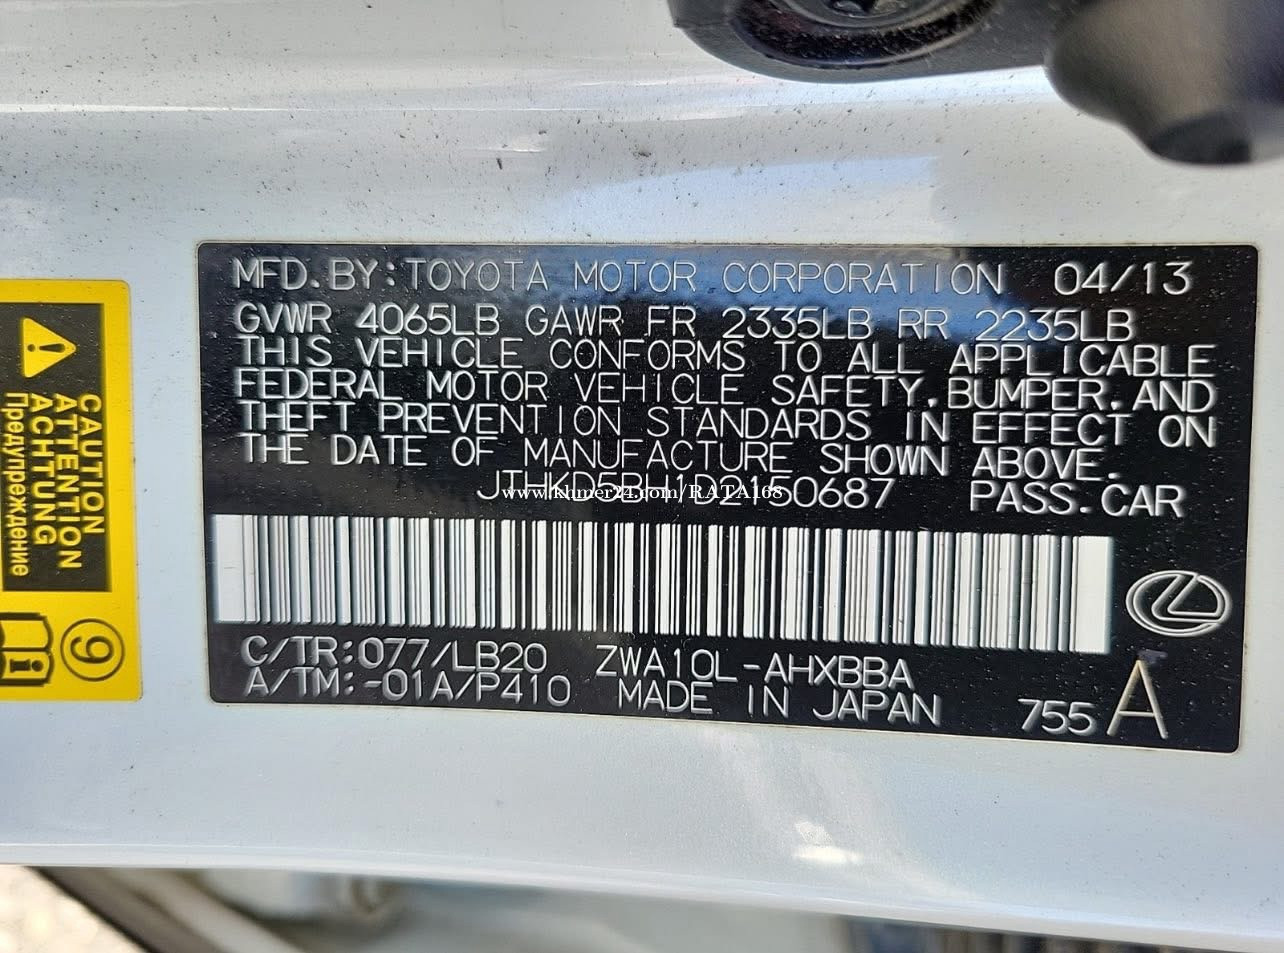 MFD.BY:TOYOTA MOTOR CORPORATION 04/13
GVWR 4065LB GAWR FR 2335LB RR 2235LB
THIS VEHICLE CONFORMS TO ALL APPLICABLE
FEDERAL MOTOR VEHICLE SAFETY,BUMPER,AND
THEFT PREVENTION STANDARDS IN EFFECT ON
THE DATE OF MANUFACTURE SHOWN ABOVE.
JTHKD5BH1D2150687 PASS.CAR
www.Khmer24.com/RATA168
C/TR:077/LB20 ZWA10L-AHXBBA
A/TM:-01A/P410 MADE IN JAPAN 755 A
CAUTION
ATTENTION
ACHTUNG
Предупреждение
9